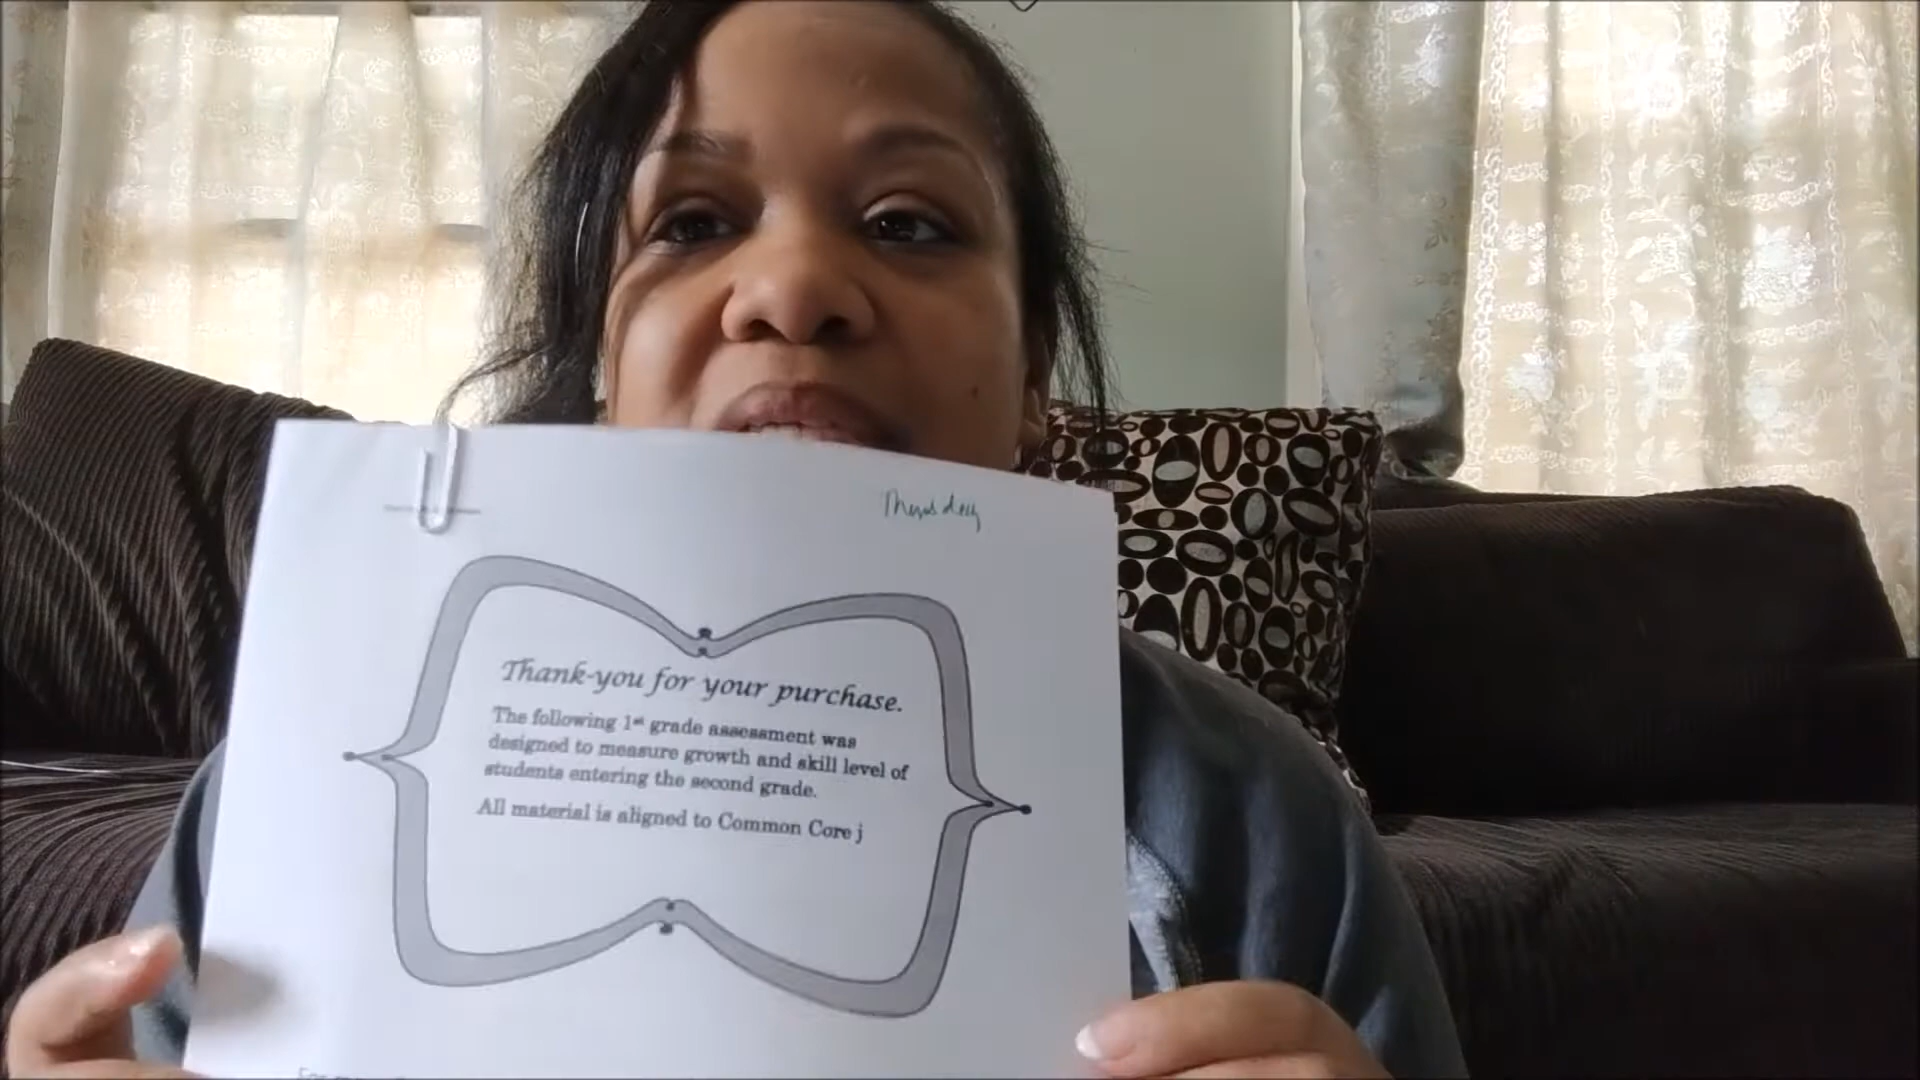 Thursday
Thank-you for your purchase.
The following 1st grade assessment was
designed to measure growth and skill level of
students entering the second grade.
All material is aligned to Common Core j